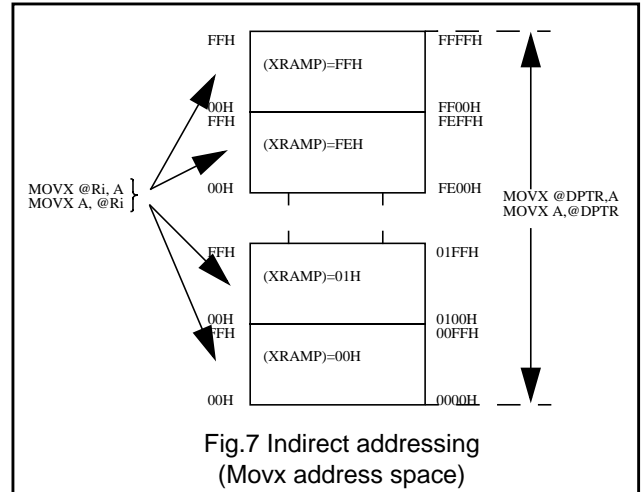 FFH FFFFH
(XRAMP)=FFH
00H FF00H
FFH FEFFH
(XRAMP)=FEH
MOVX @Ri, A
MOVX A, @Ri
00H FE00H
MOVX @DPTR,A
MOVX A,@DPTR
FFH 01FFH
(XRAMP)=01H
00H 0100H
FFH 00FFH
(XRAMP)=00H
00H 0000H
Fig.7 Indirect addressing
(Movx address space)